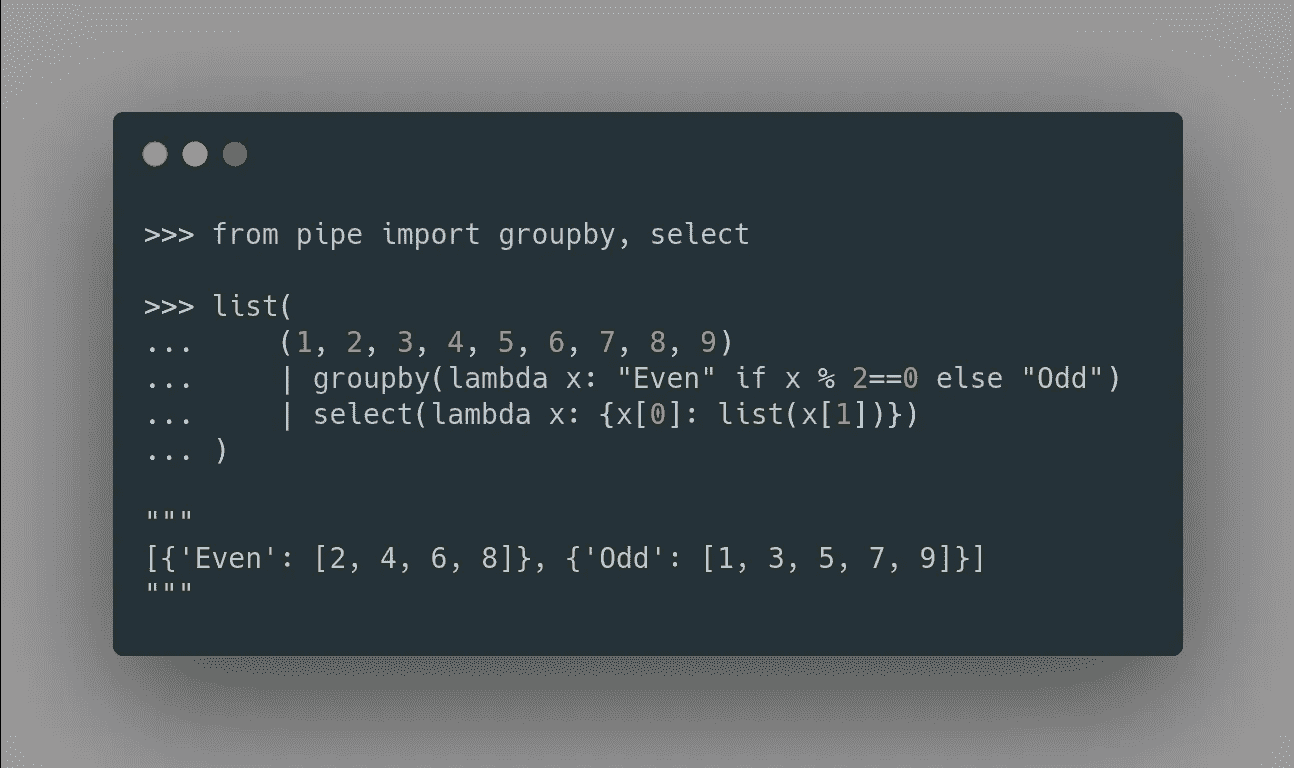 >>> from pipe import groupby, select
>>> list(
...     (1, 2, 3, 4, 5, 6, 7, 8, 9)
...     | groupby(lambda x: "Even" if x % 2==0 else "Odd")
...     | select(lambda x: {x[0]: list(x[1])})
... )
"""
[{'Even': [2, 4, 6, 8]}, {'Odd': [1, 3, 5, 7, 9]}]
"""